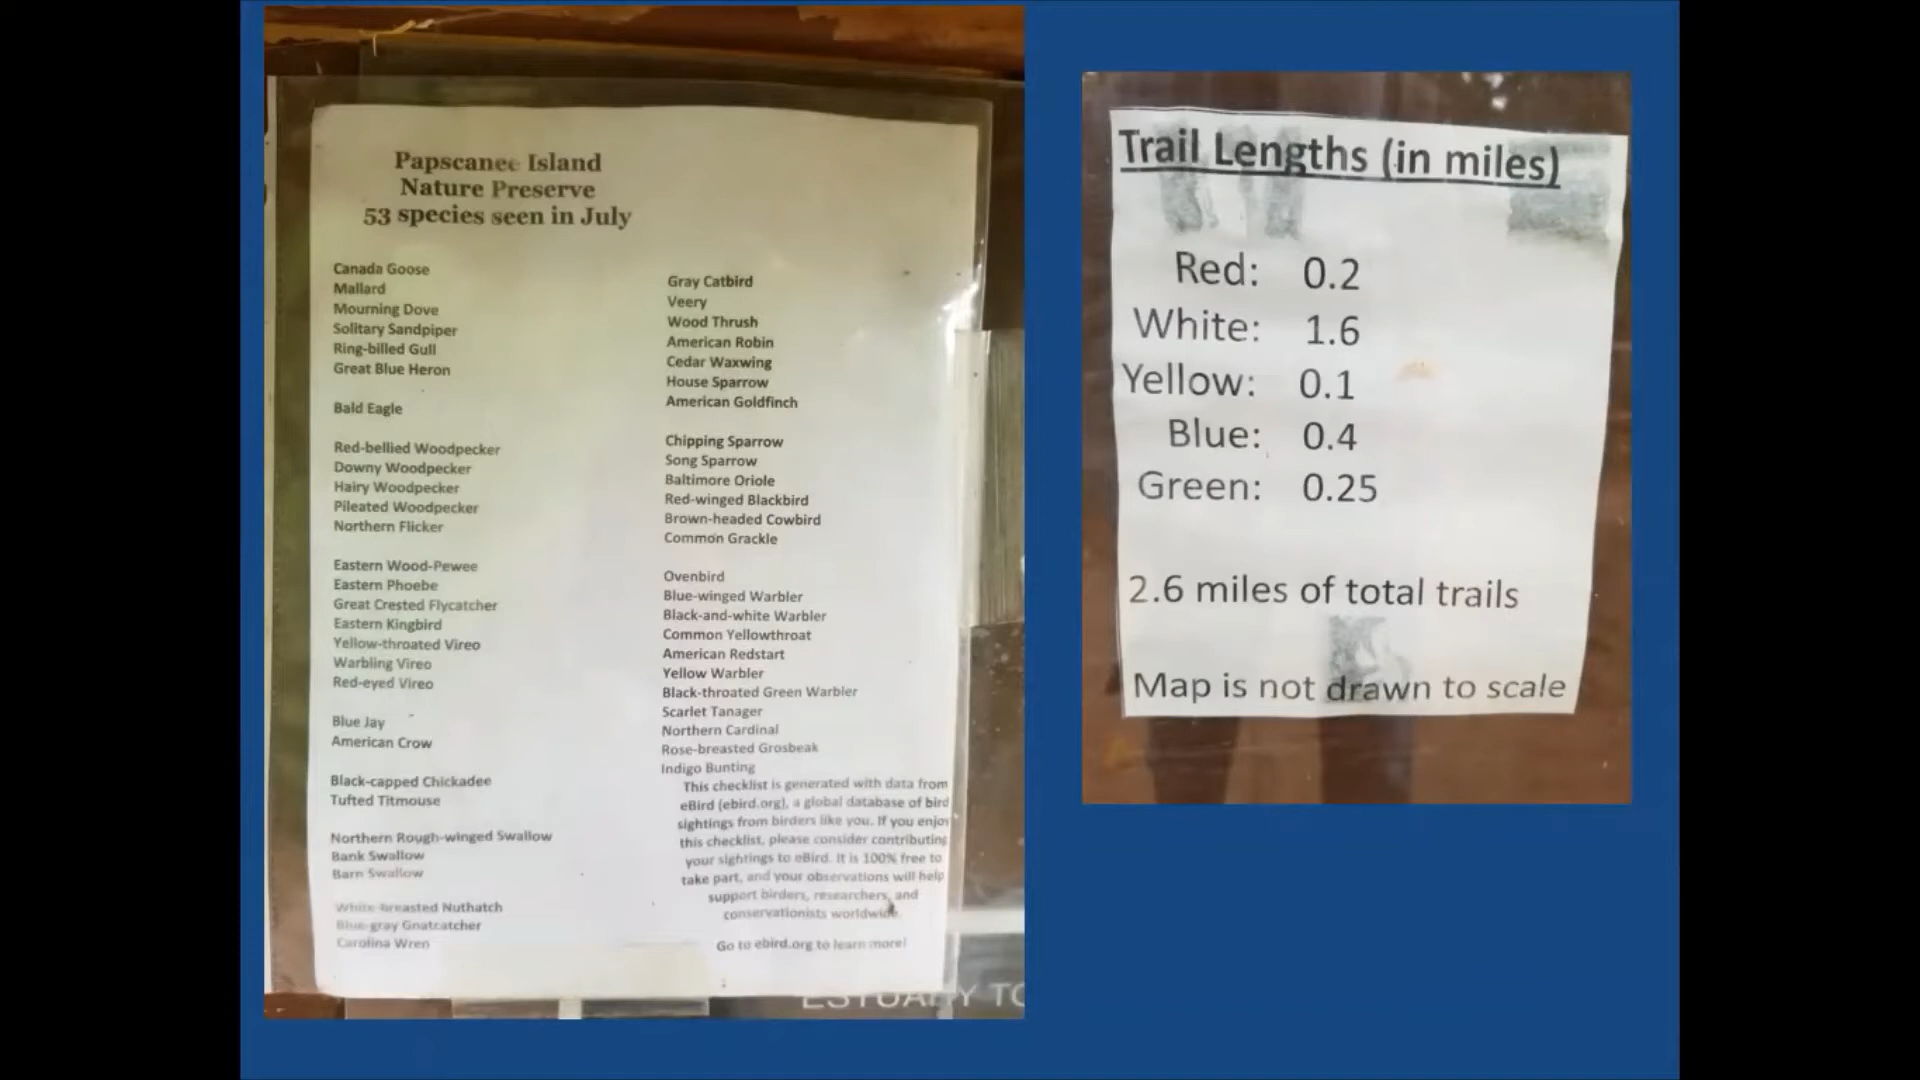 Papscanee Island
Nature Preserve
53 species seen in July
Canada Goose
Mallard
Mourning Dove
Solitary Sandpiper
Ring-billed Gull
Great Blue Heron
Bald Eagle
Red-bellied Woodpecker
Downy Woodpecker
Hairy Woodpecker
Pileated Woodpecker
Northern Flicker
Eastern Wood-Pewee
Eastern Phoebe
Great Crested Flycatcher
Eastern Kingbird
Yellow-throated Vireo
Warbling Vireo
Red-eyed Vireo
Blue Jay
American Crow
Black-capped Chickadee
Tufted Titmouse
Northern Rough-winged Swallow
Bank Swallow
Barn Swallow
White-breasted Nuthatch
Blue-gray Gnatcatcher
Carolina Wren
Gray Catbird
Veery
Wood Thrush
American Robin
Cedar Waxwing
House Sparrow
American Goldfinch
Chipping Sparrow
Song Sparrow
Baltimore Oriole
Red-winged Blackbird
Brown-headed Cowbird
Common Grackle
Ovenbird
Blue-winged Warbler
Black-and-white Warbler
Common Yellowthroat
American Redstart
Yellow Warbler
Black-throated Green Warbler
Scarlet Tanager
Northern Cardinal
Rose-breasted Grosbeak
Indigo Bunting
This checklist is generated with data from
eBird (ebird.org), a global database of bird
sightings from birders like you. If you enjoy
this checklist, please consider contributing
your sightings to eBird. It is 100% free to
take part, and your observations will help
support birders, researchers, and
conservationists worldwide.
Go to ebird.org to learn more!
ESTUARY TO
Trail Lengths (in miles)
Red: 0.2
White: 1.6
Yellow: 0.1
Blue: 0.4
Green: 0.25
2.6 miles of total trails
Map is not drawn to scale